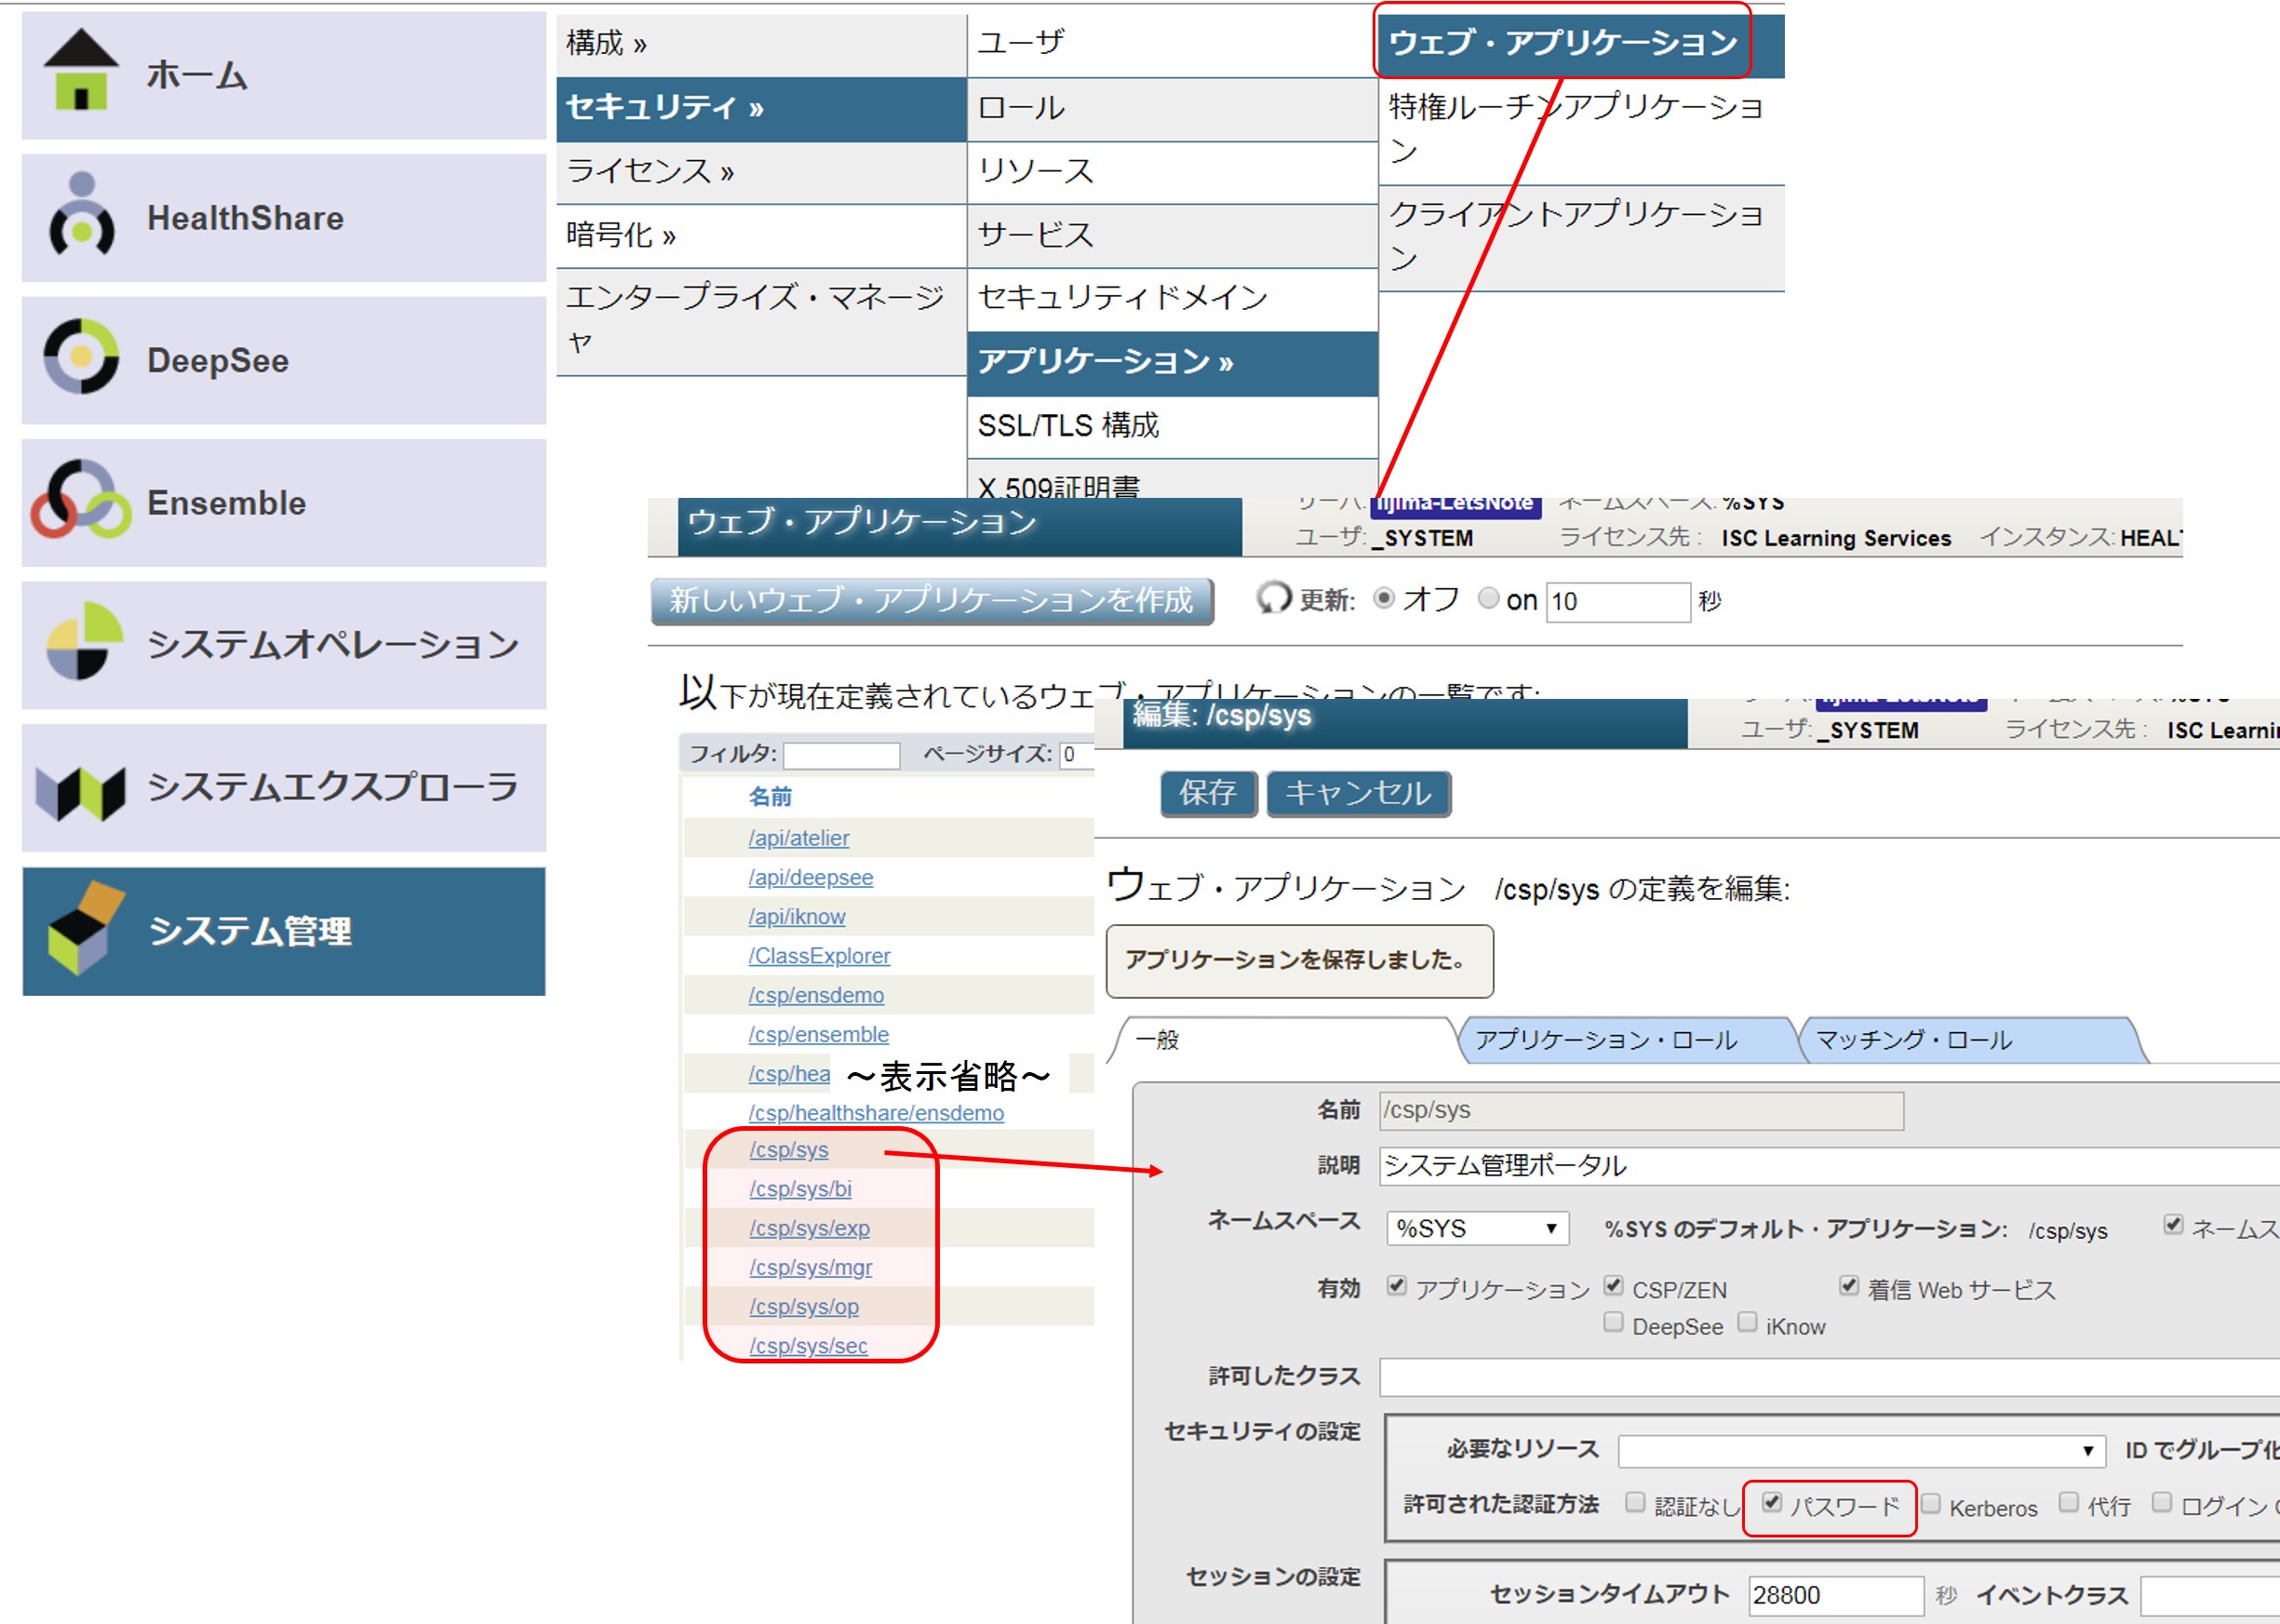 ホーム
HealthShare
DeepSee
Ensemble
システムオペレーション
システムエクスプローラ
システム管理
構成 »
セキュリティ »
ライセンス »
暗号化 »
エンタープライズ・マネージ
ャ
ユーザ
ロール
リソース
サービス
セキュリティドメイン
アプリケーション »
SSL/TLS 構成
X.509証明書
ウェブ・アプリケーション
特権ルーチンアプリケーショ
ン
クライアントアプリケーショ
ン
ウェブ・アプリケーション
サーバ: iijima-LetsNote ネームスペース: %SYS
ユーザ: _SYSTEM ライセンス先 : ISC Learning Services インスタンス:
新しいウェブ・アプリケーションを作成 更新: オフ on 10 秒
以下が現在定義されているウェブ・アプリケーションの一覧です:
フィルタ: ページサイズ: 0
名前
/api/atelier
/api/deepsee
/api/iknow
/ClassExplorer
/csp/ensdemo
/csp/ensemble
/csp/hea ～表示省略～
/csp/healthshare/ensdemo
/csp/sys
/csp/sys/bi
/csp/sys/exp
/csp/sys/mgr
/csp/sys/op
/csp/sys/sec
編集: /csp/sys
ユーザ: _SYSTEM ライセンス先 : ISC
保存 キャンセル
ウェブ・アプリケーション /csp/sys の定義を編集:
アプリケーションを保存しました。
一般 アプリケーション・ロール マッチング・ロール
名前 /csp/sys
説明 システム管理ポータル
ネームスペース %SYS %SYS のデフォルト・アプリケーション: /csp/sys ネームス
有効 アプリケーション CSP/ZEN 着信 Web サービス
DeepSee iKnow
許可したクラス
セキュリティの設定
必要なリソース ID でグループ化
許可された認証方法 認証なし パスワード Kerberos 代行 ログイン
セッションの設定
セッションタイムアウト 28800 秒 イベントクラス